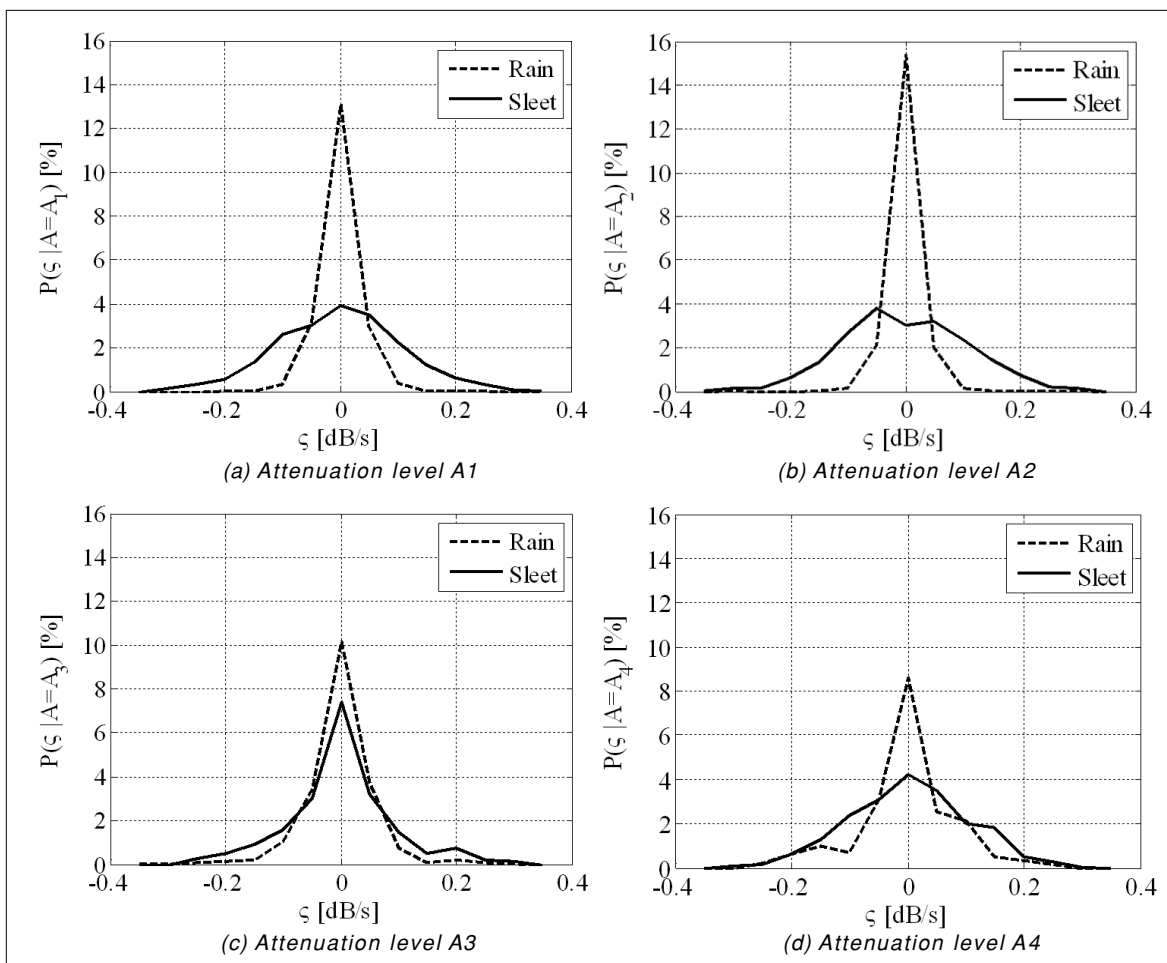 16
14
12
10
8
6
4
2
0
P(ς |A=A1) [%]
Rain
Sleet
-0.4 -0.2 0 0.2 0.4
ς [dB/s]
(a) Attenuation level A1
16
14
12
10
8
6
4
2
0
P(ς |A=A2) [%]
Rain
Sleet
-0.4 -0.2 0 0.2 0.4
ς [dB/s]
(b) Attenuation level A2
16
14
12
10
8
6
4
2
0
P(ς |A=A3) [%]
Rain
Sleet
-0.4 -0.2 0 0.2 0.4
ς [dB/s]
(c) Attenuation level A3
16
14
12
10
8
6
4
2
0
P(ς |A=A4) [%]
Rain
Sleet
-0.4 -0.2 0 0.2 0.4
ς [dB/s]
(d) Attenuation level A4